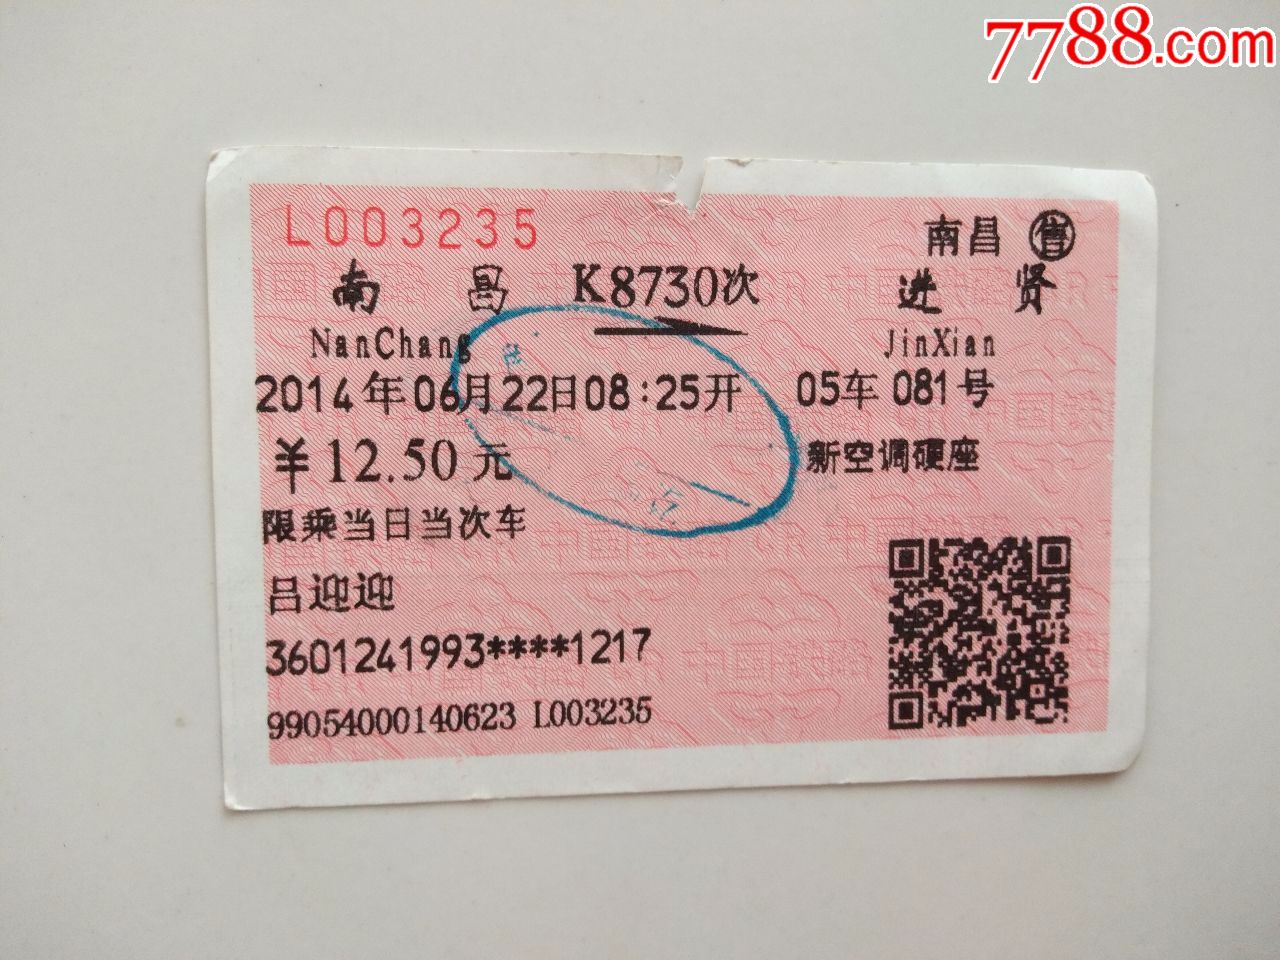 7788.com
L003235
南昌 售
南昌 K8730次 进贤
NanChang JinXian
2014年06月22日08:25开 05车081号
¥12.50元 新空调硬座
限乘当日当次车
吕迎迎
3601241993****1217
99054000140623 L003235